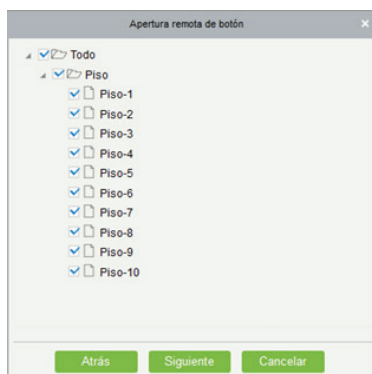 Apertura remota de botón
Todo
Piso
Piso-1
Piso-2
Piso-3
Piso-4
Piso-5
Piso-6
Piso-7
Piso-8
Piso-9
Piso-10
Atrás Siguiente Cancelar